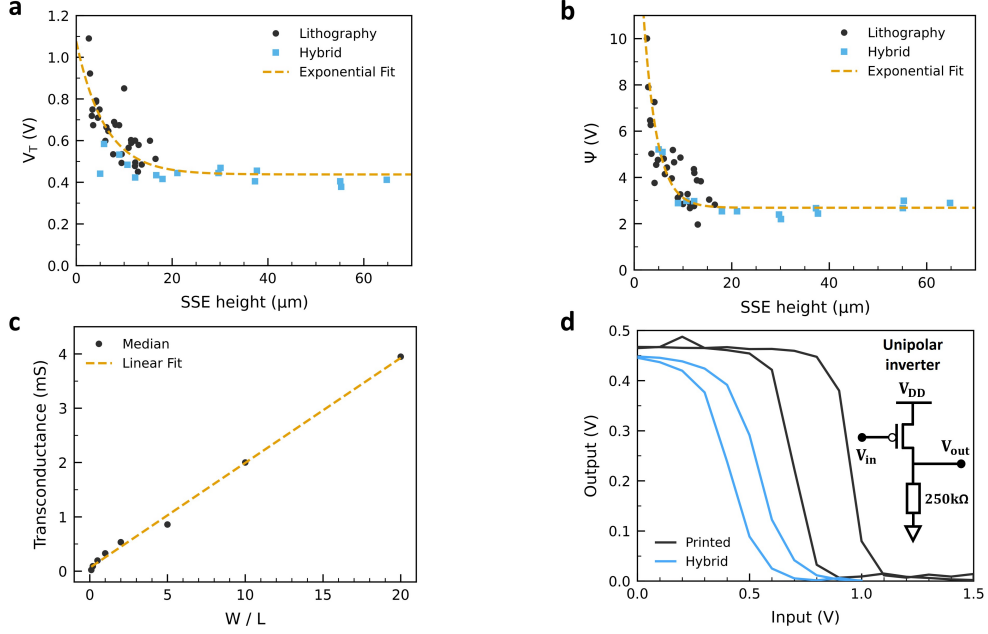 a
1.2
1.0
0.8
0.6
0.4
0.2
0.0
V_T (V)
Lithography
Hybrid
Exponential Fit
0 20 40 60
SSE height (μm)
b
10
8
6
4
2
0
Ψ (V)
Lithography
Hybrid
Exponential Fit
0 20 40 60
SSE height (μm)
c
4
3
2
1
0
Transconductance (mS)
Median
Linear Fit
0 5 10 15 20
W / L
d
0.5
0.4
0.3
0.2
0.1
0.0
Output (V)
Unipolar
inverter
V_DD
V_in
V_out
250kΩ
Printed
Hybrid
0.0 0.5 1.0 1.5
Input (V)